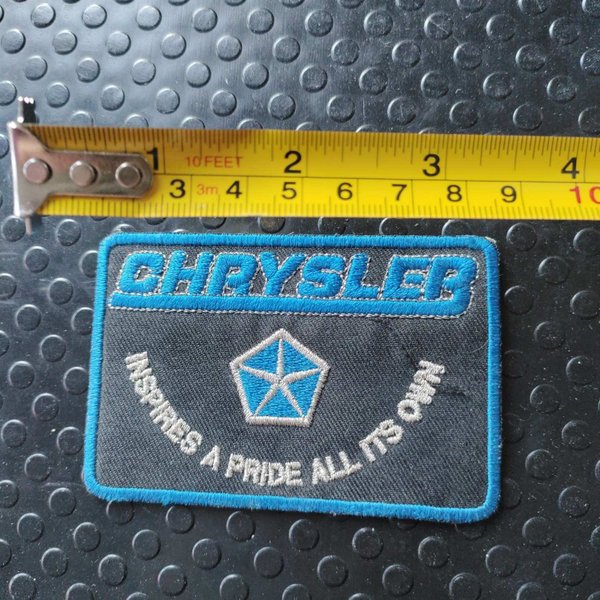 1 10 FEET 2 3 4
3 3m 4 5 6 7 8 9 10
CHRYSLER
INSPIRES A PRIDE ALL ITS OWN